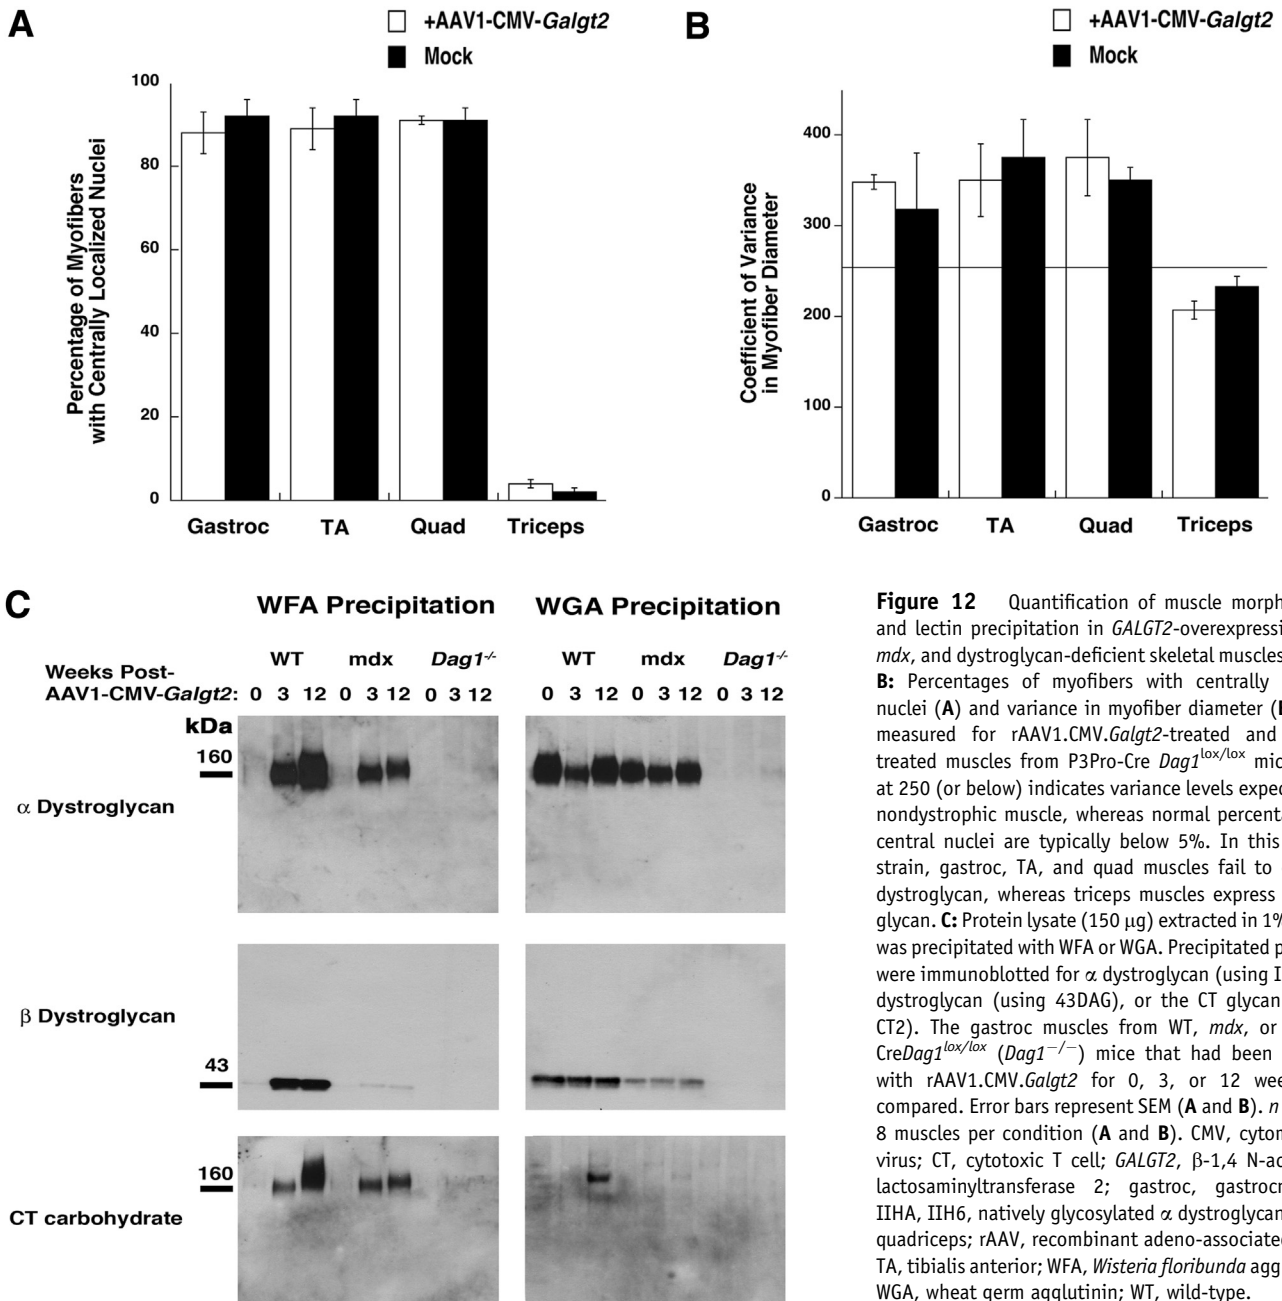 A
+AAV1-CMV-Galgt2
Mock
Percentage of Myofibers
with Centrally Localized Nuclei
100
80
60
40
20
0
Gastroc TA Quad Triceps
B
+AAV1-CMV-Galgt2
Mock
Coefficient of Variance
in Myofiber Diameter
400
300
200
100
0
Gastroc TA Quad Triceps
C
WFA Precipitation WGA Precipitation
WT mdx Dag1-/- WT mdx Dag1-/-
Weeks Post-
AAV1-CMV-Galgt2: 0 3 12 0 3 12 0 3 12 0 3 12 0 3 12 0 3 12
kDa
160
α Dystroglycan
β Dystroglycan
43
160
CT carbohydrate
Figure 12 Quantification of muscle morph
and lectin precipitation in GALGT2-overexpressi
mdx, and dystroglycan-deficient skeletal muscles
B: Percentages of myofibers with centrally
nuclei (A) and variance in myofiber diameter (
measured for rAAV1.CMV.Galgt2-treated and
treated muscles from P3Pro-Cre Dag1lox/lox mic
at 250 (or below) indicates variance levels expec
nondystrophic muscle, whereas normal percenta
central nuclei are typically below 5%. In this
strain, gastroc, TA, and quad muscles fail to
dystroglycan, whereas triceps muscles express
glycan. C: Protein lysate (150 μg) extracted in 1%
was precipitated with WFA or WGA. Precipitated p
were immunoblotted for α dystroglycan (using I
dystroglycan (using 43DAG), or the CT glycan
CT2). The gastroc muscles from WT, mdx, or
CreDag1lox/lox (Dag1−/−) mice that had been
with rAAV1.CMV.Galgt2 for 0, 3, or 12 wee
compared. Error bars represent SEM (A and B). n
8 muscles per condition (A and B). CMV, cytom
virus; CT, cytotoxic T cell; GALGT2, β-1,4 N-ac
lactosaminyltransferase 2; gastroc, gastrocr
IIHA, IIH6, natively glycosylated α dystroglycan
quadriceps; rAAV, recombinant adeno-associated
TA, tibialis anterior; WFA, Wisteria floribunda agg
WGA, wheat germ agglutinin; WT, wild-type.